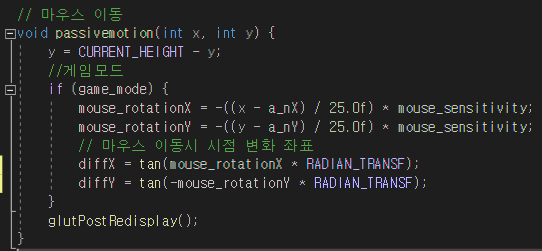 // 마우스 이동
void passivemotion(int x, int y) {
y = CURRENT_HEIGHT - y;
//게임모드
if (game_mode) {
mouse_rotationX = -((x - a_nX) / 25.0f) * mouse_sensitivity;
mouse_rotationY = -((y - a_nY) / 25.0f) * mouse_sensitivity;
// 마우스 이동시 시점 변화 좌표
diffX = tan(mouse_rotationX * RADIAN_TRANSF);
diffY = tan(-mouse_rotationY * RADIAN_TRANSF);
}
glutPostRedisplay();
}